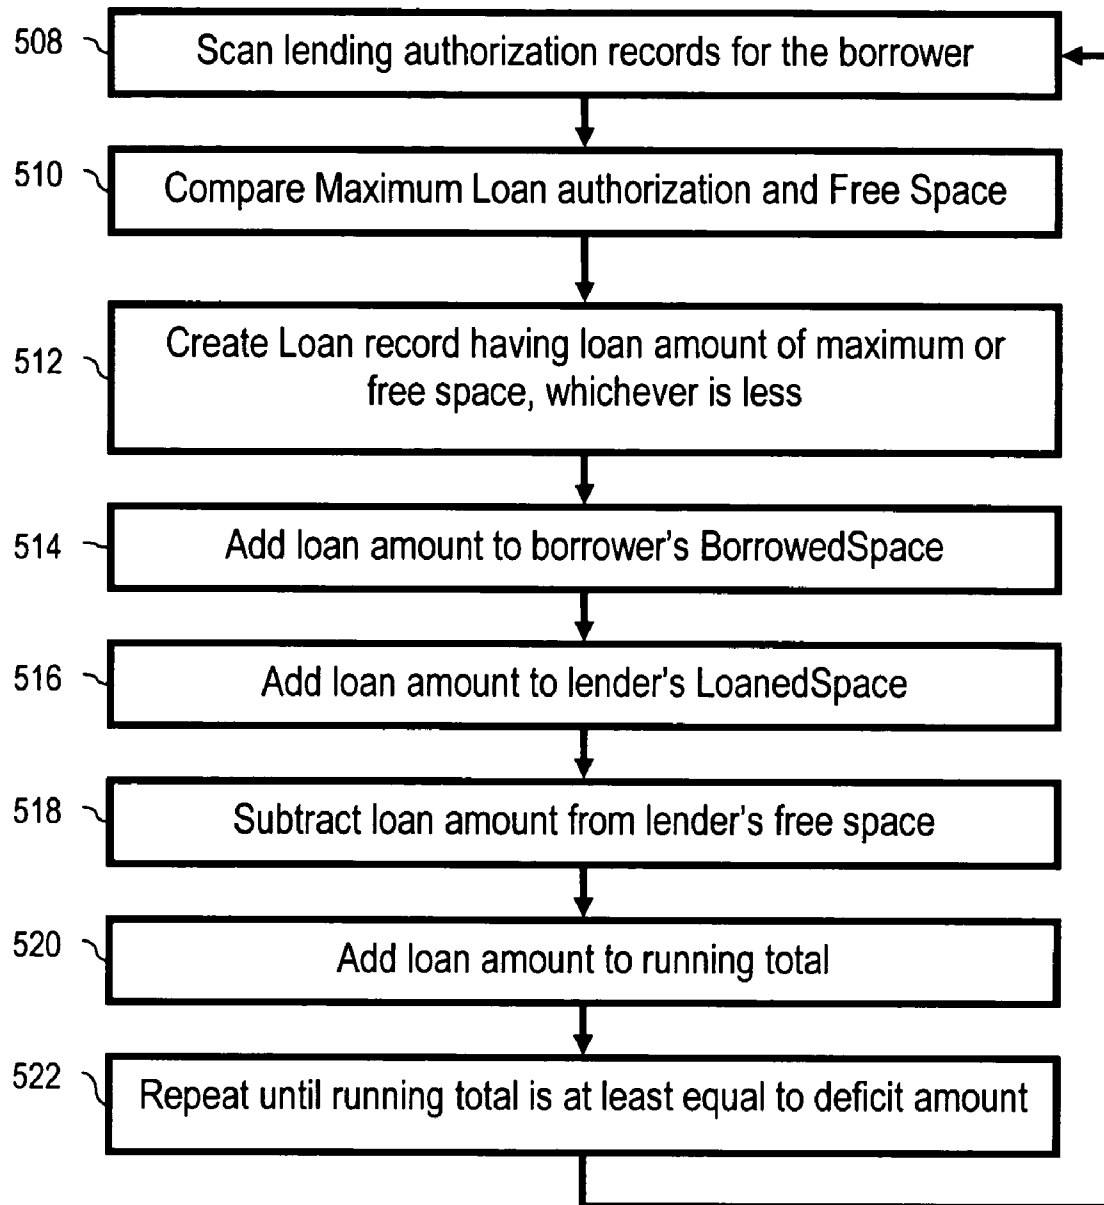 508
Scan lending authorization records for the borrower
510
Compare Maximum Loan authorization and Free Space
512
Create Loan record having loan amount of maximum or
free space, whichever is less
514
Add loan amount to borrower's BorrowedSpace
516
Add loan amount to lender's LoanedSpace
518
Subtract loan amount from lender's free space
520
Add loan amount to running total
522
Repeat until running total is at least equal to deficit amount